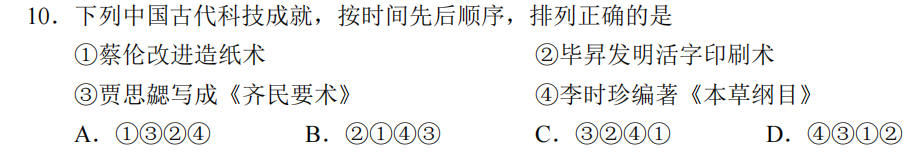 10．下列中国古代科技成就，按时间先后顺序，排列正确的是
①蔡伦改进造纸术 ②毕昇发明活字印刷术
③贾思勰写成《齐民要术》 ④李时珍编著《本草纲目》
A．①③②④ B．②①④③ C．③②④① D．④③①②